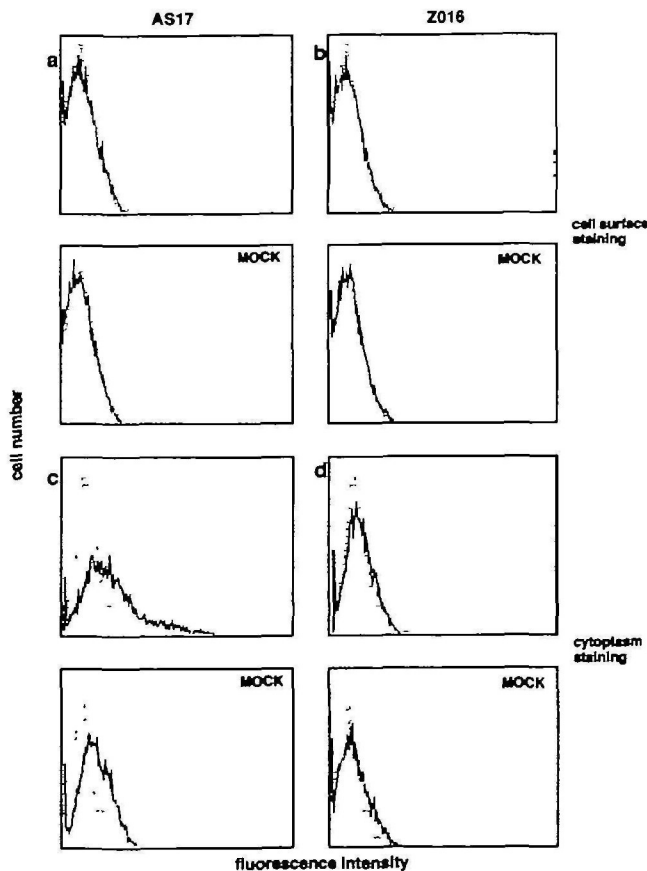 AS17
Z016
a
b
cell surface
staining
MOCK
MOCK
cell number
c
d
cytoplasm
staining
MOCK
MOCK
fluorescence intensity